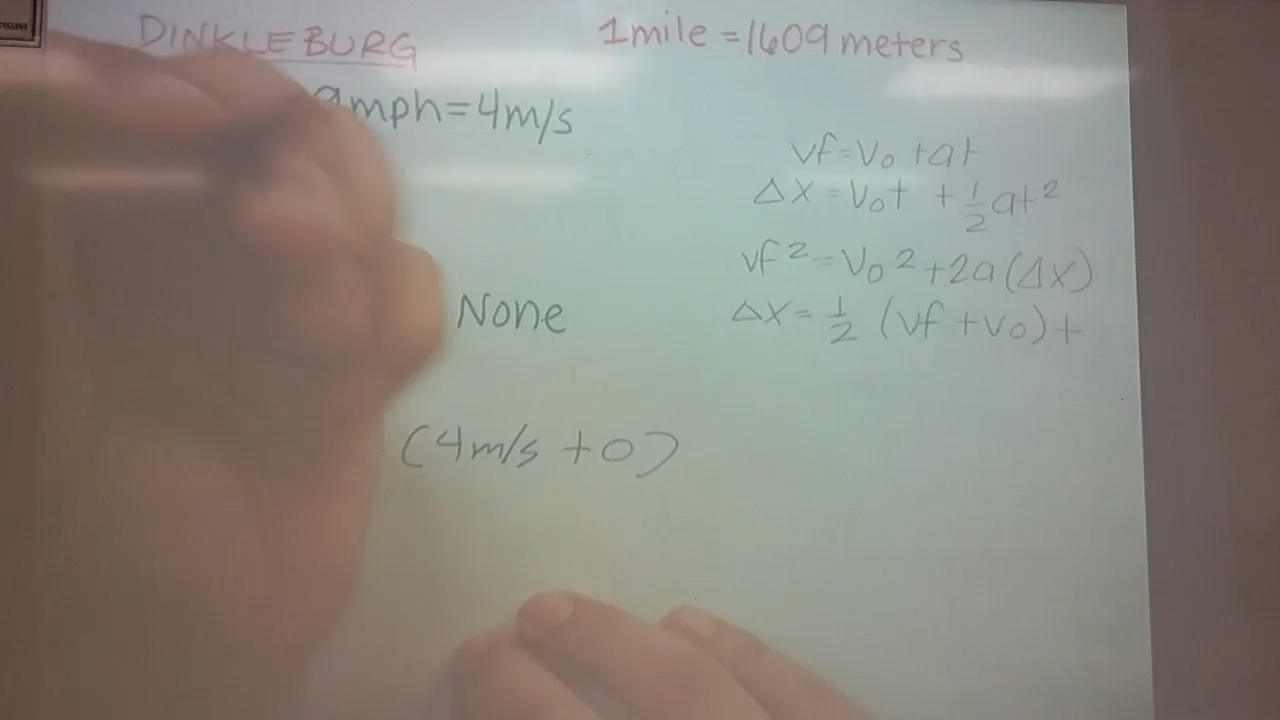 DINKLEBURG
1mile = 1609 meters
9mph = 4m/s
vf = v₀ + at
Δx = v₀t + ½at²
vf² = v₀² + 2a(Δx)
Δx = ½ (vf + v₀)t
None
(4m/s + 0)